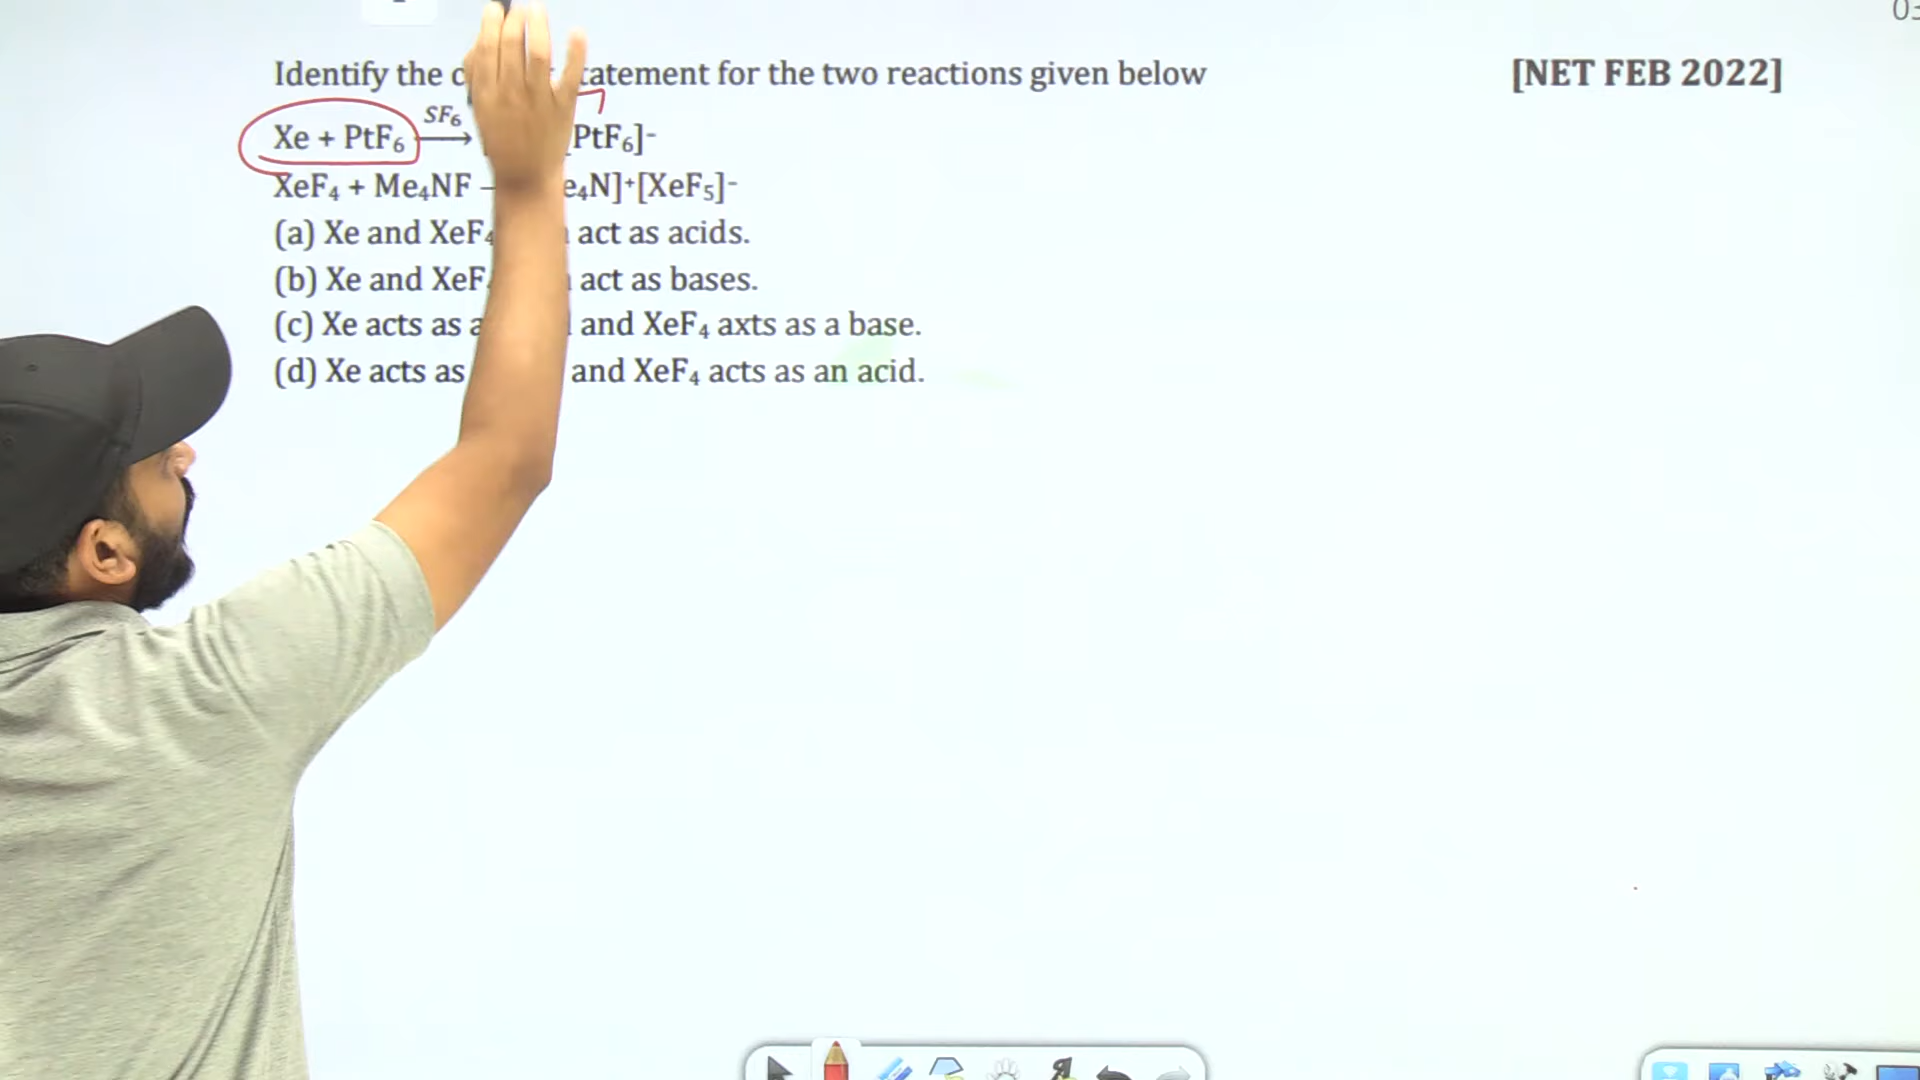 03
Identify the statement for the two reactions given below [NET FEB 2022]
Xe + PtF₆ SF₆ → [PtF₆]⁻
XeF₄ + Me₄NF [XeF₅]⁻
(a) Xe and XeF₄ act as acids.
(b) Xe and XeF act as bases.
(c) Xe acts as and XeF₄ axts as a base.
(d) Xe acts as and XeF₄ acts as an acid.